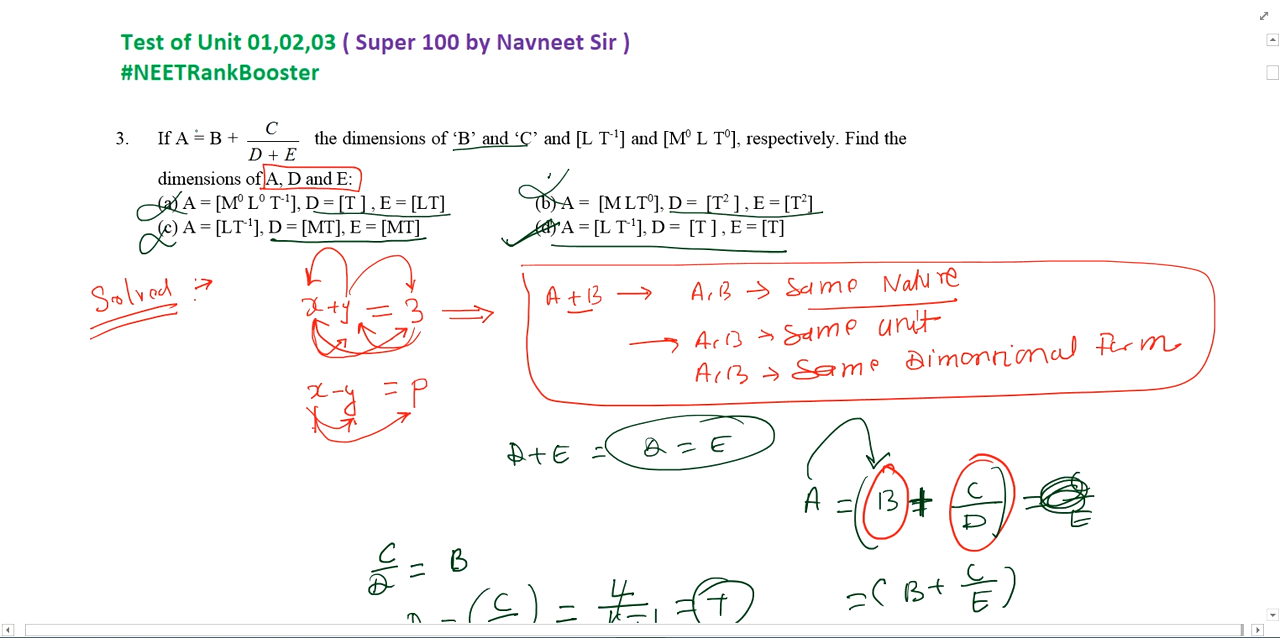 Test of Unit 01,02,03 ( Super 100 by Navneet Sir )
#NEETRankBooster
3. If A = B + C / (D + E) the dimensions of ‘B’ and ‘C’ and [L T⁻¹] and [M⁰ L T⁰], respectively. Find the
dimensions of A, D and E:
(a) A = [M⁰ L⁰ T⁻¹], D = [T ] , E = [LT] (b) A = [M LT⁰], D = [T² ] , E = [T²]
(c) A = [LT⁻¹], D = [MT], E = [MT] (d) A = [L T⁻¹], D = [T ] , E = [T]
Solved :→
x+y = 3 ⟹
x-y = p
A ± B → A, B → Same Nature
→ A, B → Same unit
A, B → Same Dimensional Form
D+E = D = E
A = (B + C/D) = E
C/D = B
= (B + C/E)
= T